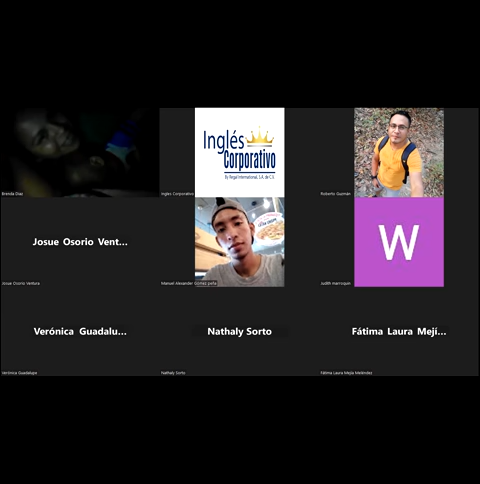 Inglés
Corporativo
By Regal International, S.A. de C.V.
Brenda Diaz
Ingles Corporativo
Roberto Guzmán
Josue Osorio Vent...
W
Josue Osorio Ventura
Manuel Alexander Gomez peña
Judith marroquin
Verónica Guadalu...
Nathaly Sorto
Fátima Laura Mejí...
Verónica Guadalupe
Nathaly Sorto
Fátima Laura Mejía Meléndez